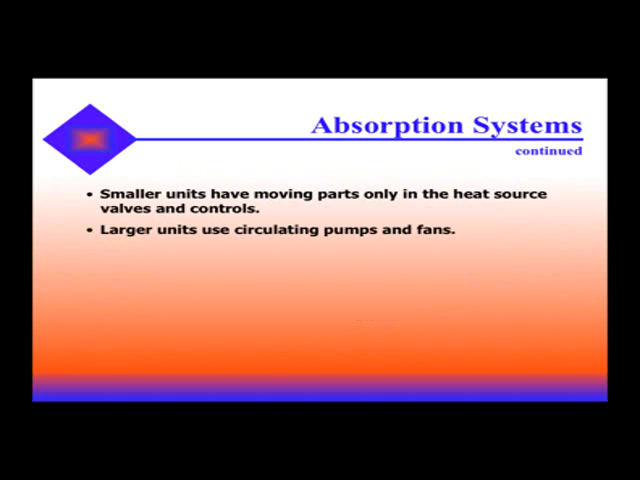 Absorption Systems
continued
• Smaller units have moving parts only in the heat source
valves and controls.
• Larger units use circulating pumps and fans.